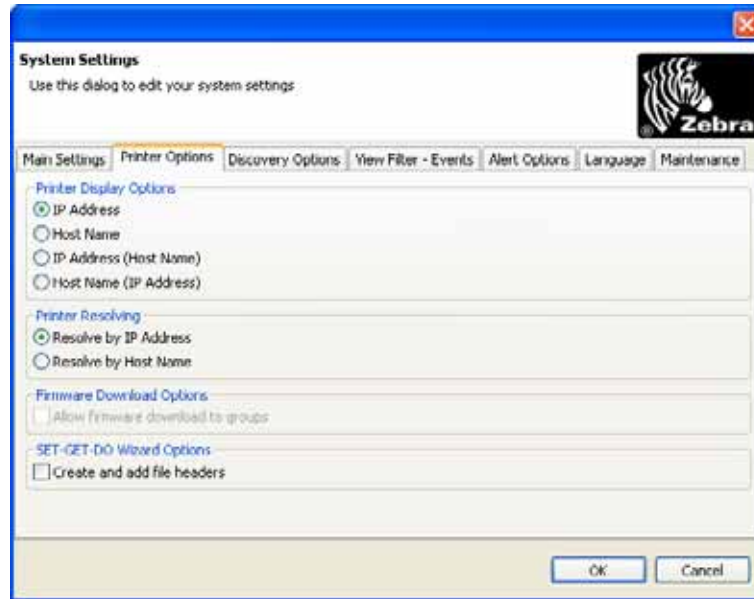 System Settings
Use this dialog to edit your system settings
® Zebra
Main Settings Printer Options Discovery Options View Filter - Events Alert Options Language Maintenance
Printer Display Options
IP Address
Host Name
IP Address (Host Name)
Host Name (IP Address)
Printer Resolving
Resolve by IP Address
Resolve by Host Name
Firmware Download Options
Allow firmware download to groups
SET-GET-DO Wizard Options
Create and add file headers
OK Cancel